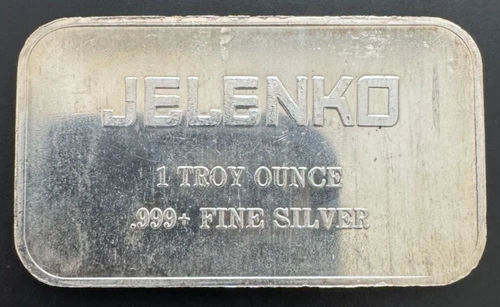 JELENKO
1 TROY OUNCE
.999+ FINE SILVER